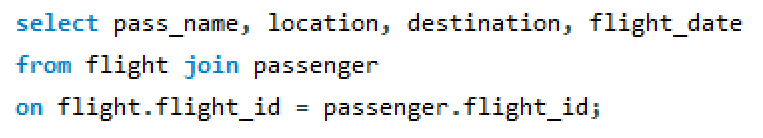 select pass_name, location, destination, flight_date
from flight join passenger
on flight.flight_id = passenger.flight_id;